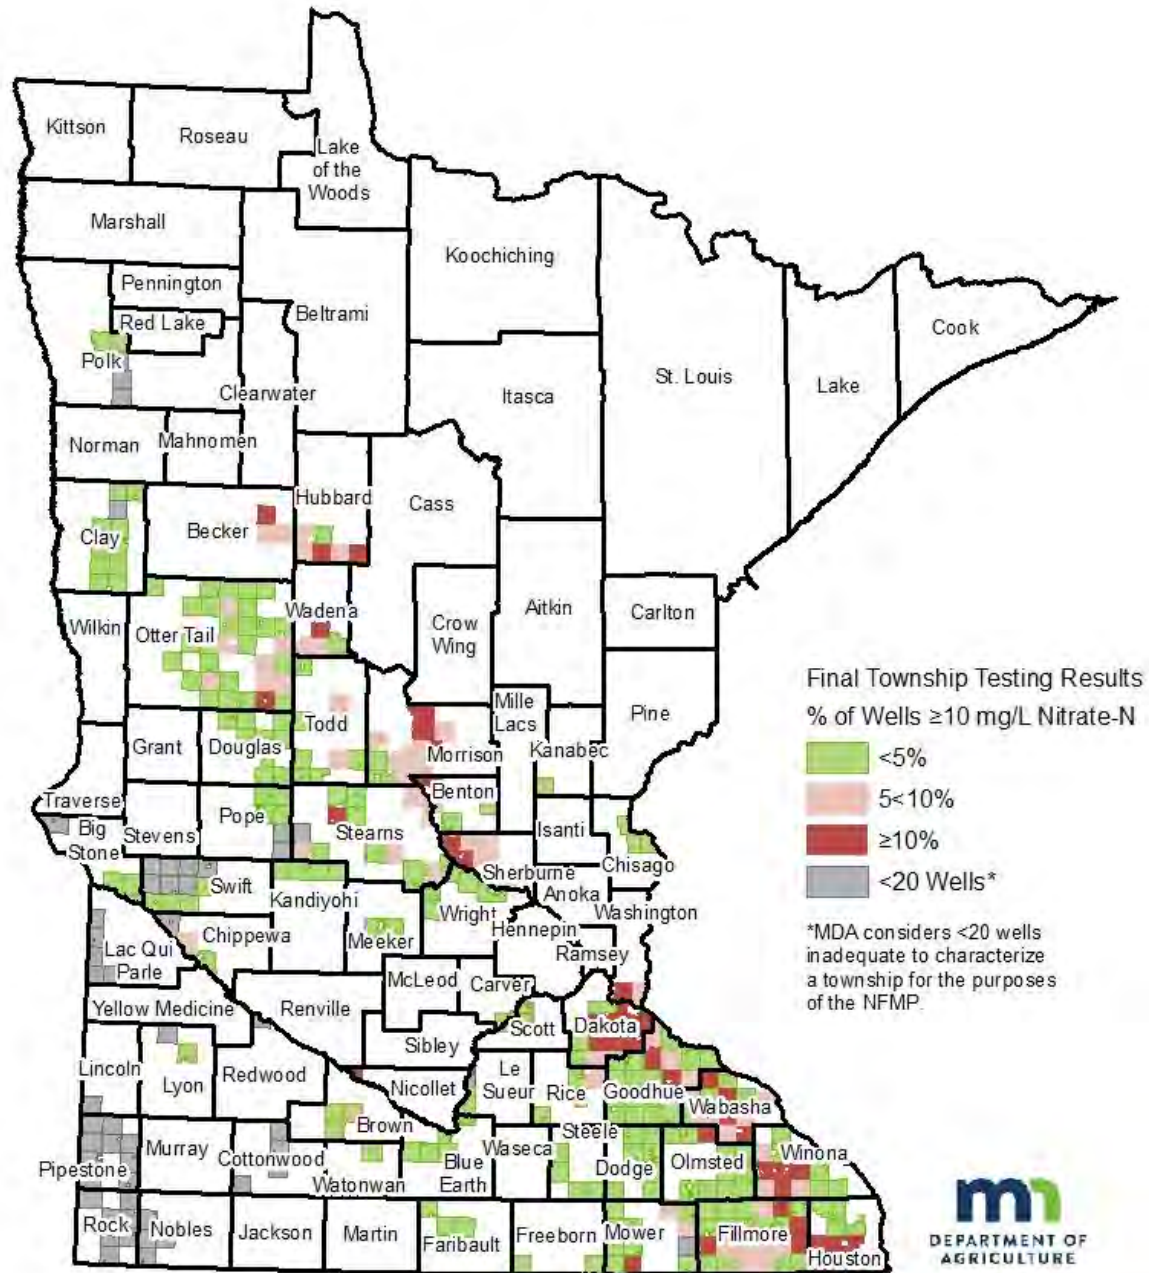 Kittson
Roseau
Lake
of the
Woods
Marshall
Koochiching
Pennington
Red Lake
Beltrami
Cook
Polk
St. Louis
Lake
Clearwater
Itasca
Norman
Mahnomen
Hubbard
Cass
Clay
Becker
Aitkin
Carlton
Wadena
Wilkin
Otter Tail
Crow
Wing
Mille
Lacs
Pine
Todd
Grant
Douglas
Morrison
Kanabec
Benton
Traverse
Big
Stone
Stevens
Pope
Stearns
Isanti
Sherburne
Chisago
Swift
Kandiyohi
Anoka
Wright
Washington
Hennepin
Chippewa
Meeker
Lac Qui
Parle
Ramsey
McLeod
Carver
Yellow Medicine
Renville
Scott
Dakota
Sibley
Lincoln
Lyon
Redwood
Nicollet
Le
Sueur
Rice
Goodhue
Wabasha
Brown
Steele
Murray
Cottonwood
Waseca
Winona
Pipestone
Watonwan
Blue
Earth
Dodge
Olmsted
Rock
Nobles
Jackson
Martin
Faribault
Freeborn
Mower
Fillmore
Houston
Final Township Testing Results
% of Wells ≥10 mg/L Nitrate-N
<5%
5<10%
≥10%
<20 Wells*
*MDA considers <20 wells
inadequate to characterize
a township for the purposes
of the NFMP.
mn
DEPARTMENT OF
AGRICULTURE